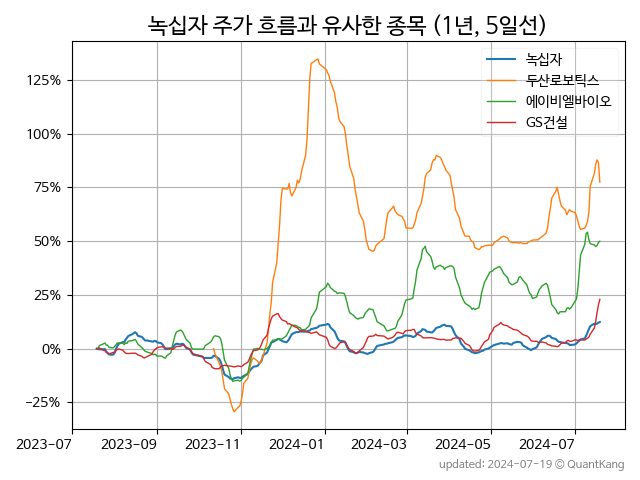 녹십자 주가 흐름과 유사한 종목 (1년, 5일선)
녹십자
두산로보틱스
에이비엘바이오
GS건설
125%
100%
75%
50%
25%
0%
−25%
2023-07 2023-09 2023-11 2024-01 2024-03 2024-05 2024-07
updated: 2024-07-19 © QuantKang